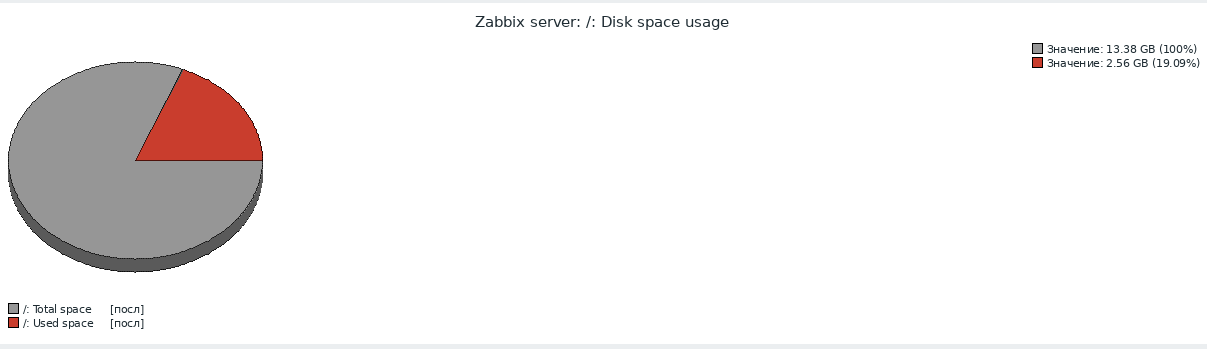 Zabbix server: /: Disk space usage
Значение: 13.38 GB (100%)
Значение: 2.56 GB (19.09%)
/: Total space [посл]
/: Used space [посл]